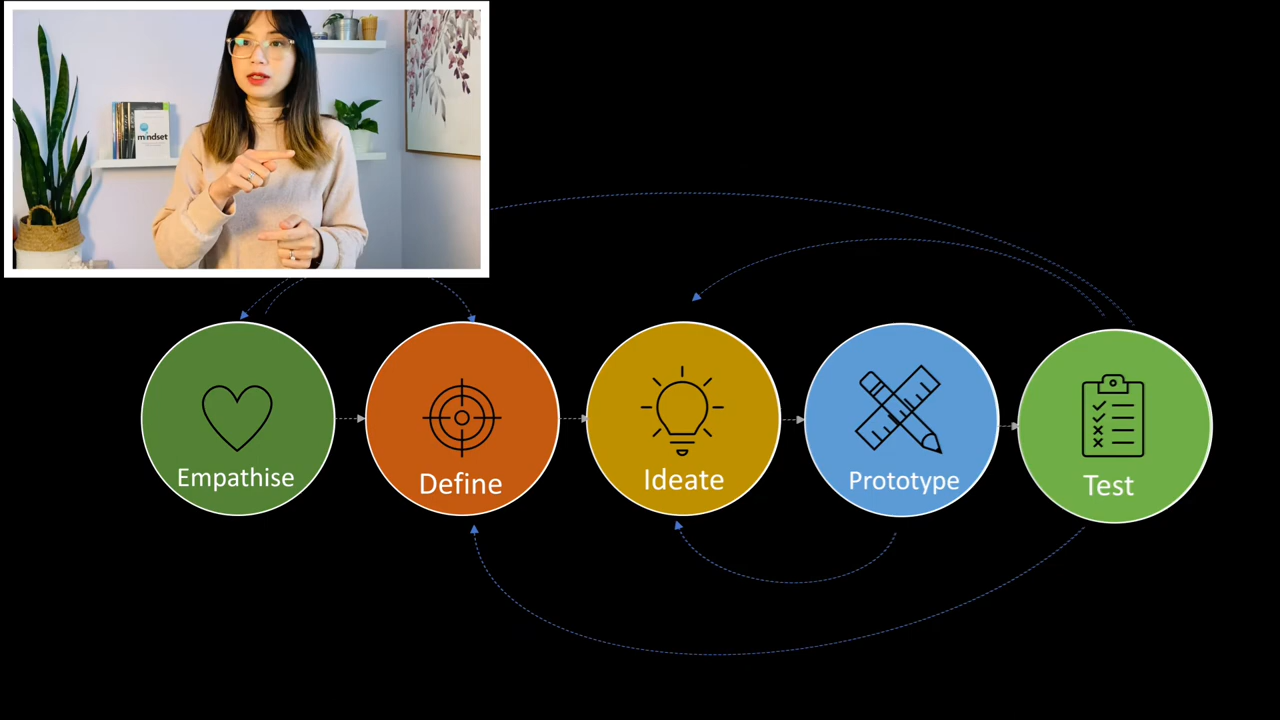 mindset
Empathise
Define
Ideate
Prototype
Test